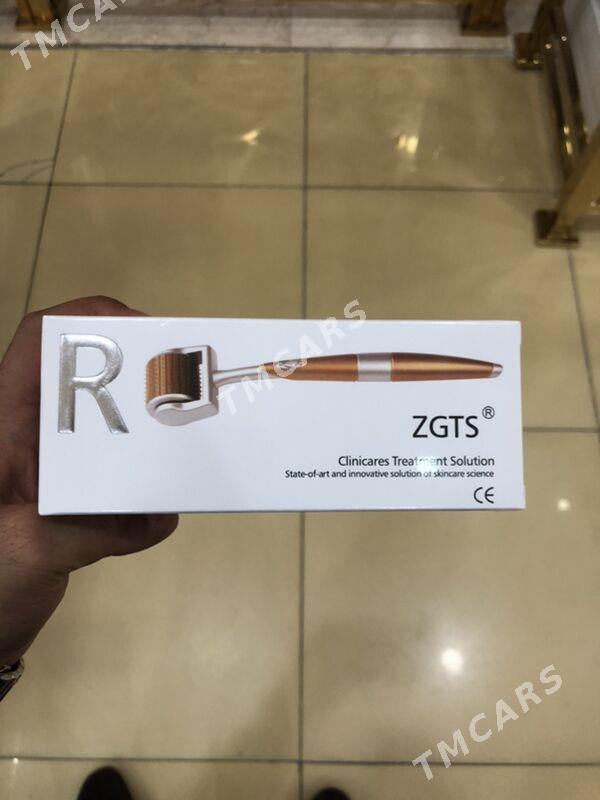 TMCARS
TMCARS
R
ZGTS®
Clinicares Treatment Solution
State-of-art and innovative solution of skincare science
CE
TMCARS